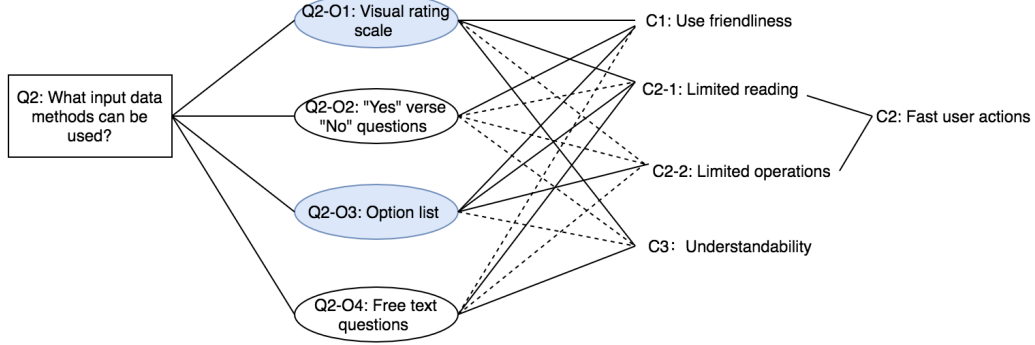 Q2: What input data
methods can be
used?
Q2-O1: Visual rating
scale
Q2-O2: "Yes" verse
"No" questions
Q2-O3: Option list
Q2-O4: Free text
questions
C1: Use friendliness
C2-1: Limited reading
C2-2: Limited operations
C3: Understandability
C2: Fast user actions